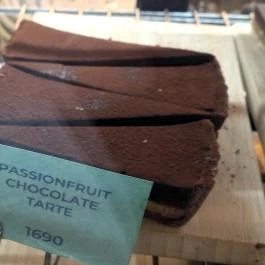 PASSIONFRUIT
CHOCOLATE
TARTE
1690